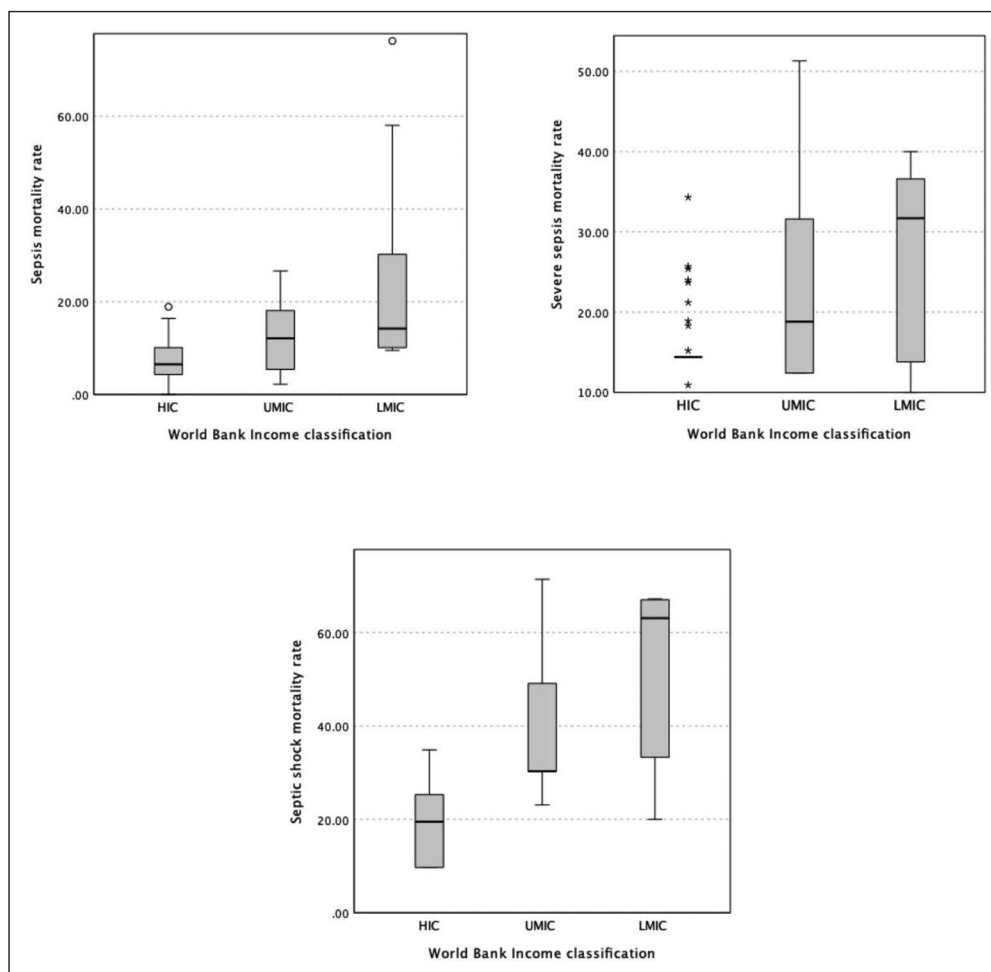 Sepsis mortality rate
60.00
40.00
20.00
.00
HIC UMIC LMIC
World Bank Income classification
Severe sepsis mortality rate
50.00
40.00
30.00
20.00
10.00
HIC UMIC LMIC
World Bank Income classification
Septic shock mortality rate
60.00
40.00
20.00
.00
HIC UMIC LMIC
World Bank Income classification